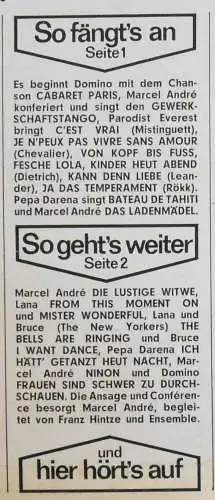 So fängt's an
Seite 1
Es beginnt Domino mit dem Chan-
son CABARET PARIS, Marcel André
konferiert und singt den GEWERK-
SCHAFTSTANGO, Parodist Everest
bringt C'EST VRAI (Mistinguett),
JE N'PEUX PAS VIVRE SANS AMOUR
(Chevalier), VON KOPF BIS FUSS,
FESCHE LOLA, KINDER HEUT ABEND
(Dietrich), KANN DENN LIEBE (Lean-
der), JA DAS TEMPERAMENT (Rökk).
Pepa Darena singt BATEAU DE TAHITI
und Marcel André DAS LADENMÄDEL.
So geht's weiter
Seite 2
Marcel André DIE LUSTIGE WITWE,
Lana FROM THIS MOMENT ON
und MISTER WONDERFUL, Lana und
Bruce (The New Yorkers) THE
BELLS ARE RINGING und Bruce
I WANT DANCE, Pepa Darena ICH
HÄTT' GETANZT HEUT NACHT, Mar-
cel André NINON und Domino
FRAUEN SIND SCHWER ZU DURCH-
SCHAUEN. Die Ansage und Conféren-
ce besorgt Marcel André, beglei-
tet von Franz Hintze und Ensemble.
und
hier hört's auf